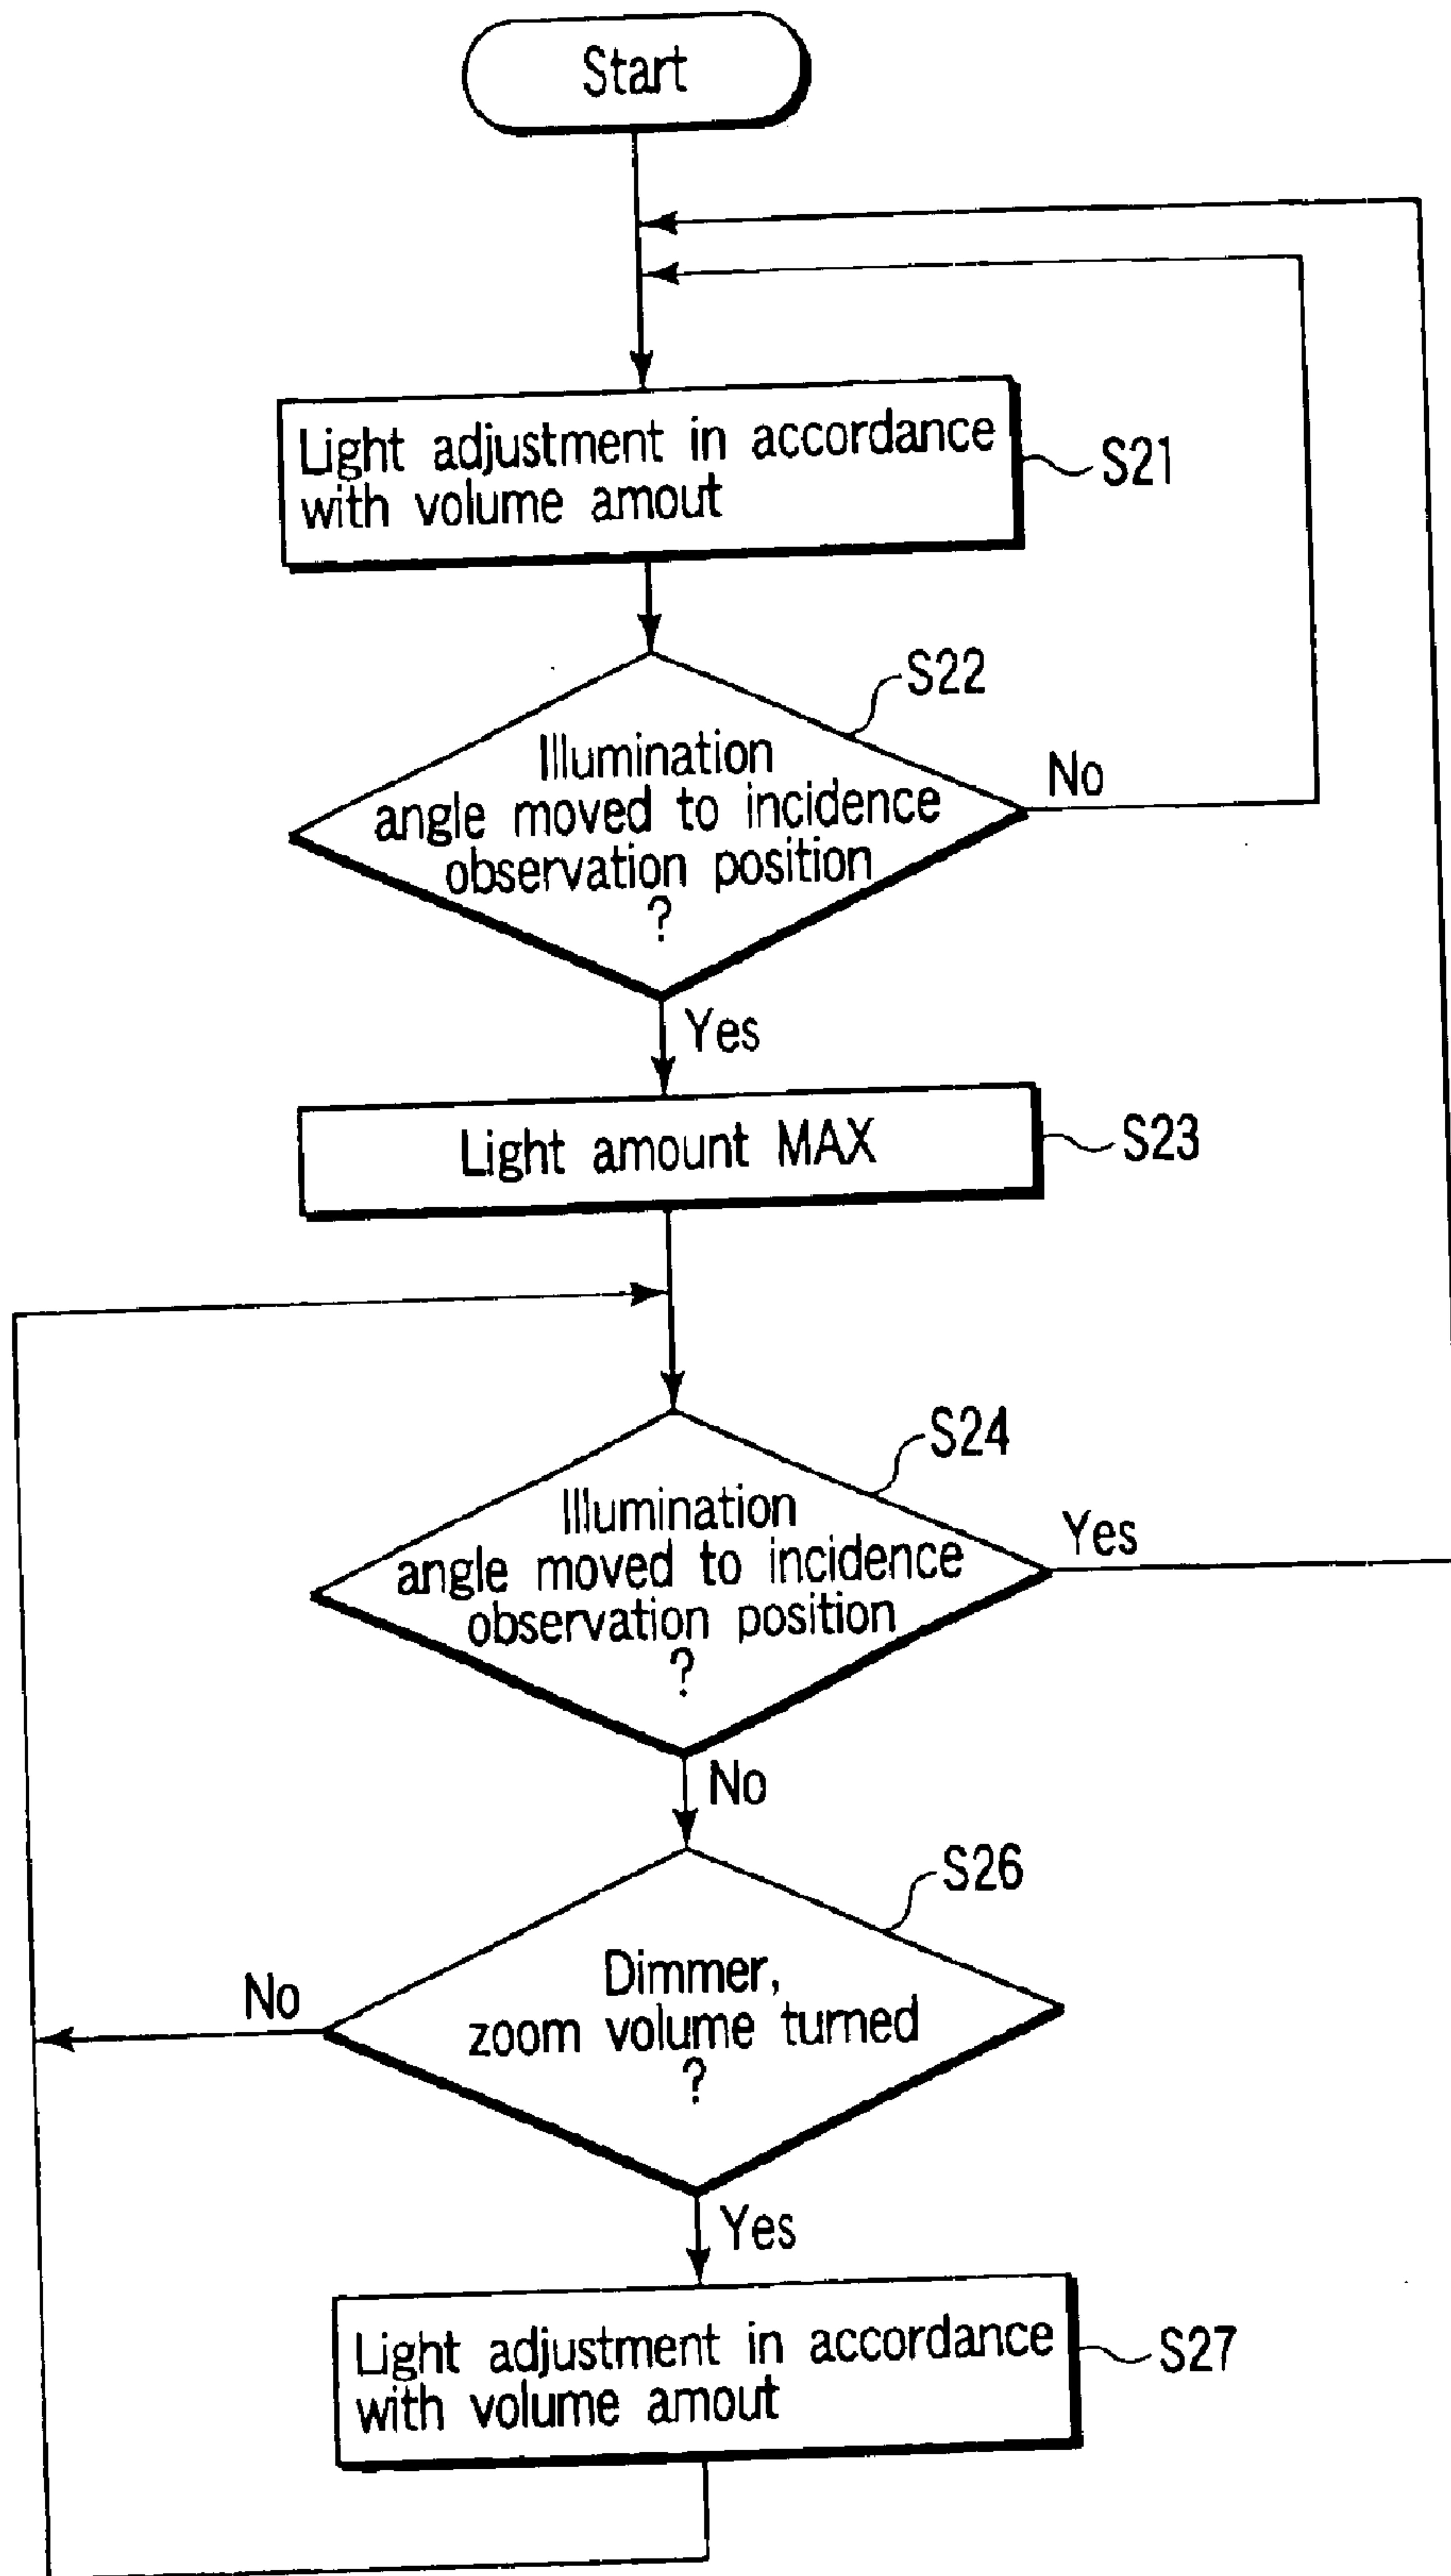 Start
Light adjustment in accordance
with volume amout
S21
S22
Illumination
angle moved to incidence
observation position
?
No
Yes
Light amount MAX
S23
S24
Illumination
angle moved to incidence
observation position
?
Yes
No
S26
Dimmer,
zoom volume turned
?
No
Yes
Light adjustment in accordance
with volume amout
S27